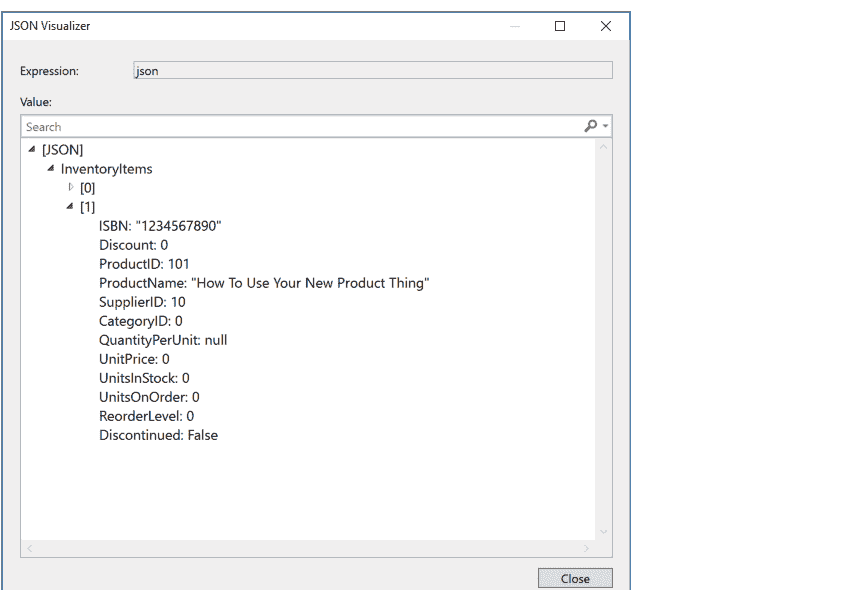 JSON Visualizer
Expression: json
Value:
Search
[JSON]
InventoryItems
[0]
[1]
ISBN: "1234567890"
Discount: 0
ProductID: 101
ProductName: "How To Use Your New Product Thing"
SupplierID: 10
CategoryID: 0
QuantityPerUnit: null
UnitPrice: 0
UnitsInStock: 0
UnitsOnOrder: 0
ReorderLevel: 0
Discontinued: False
Close